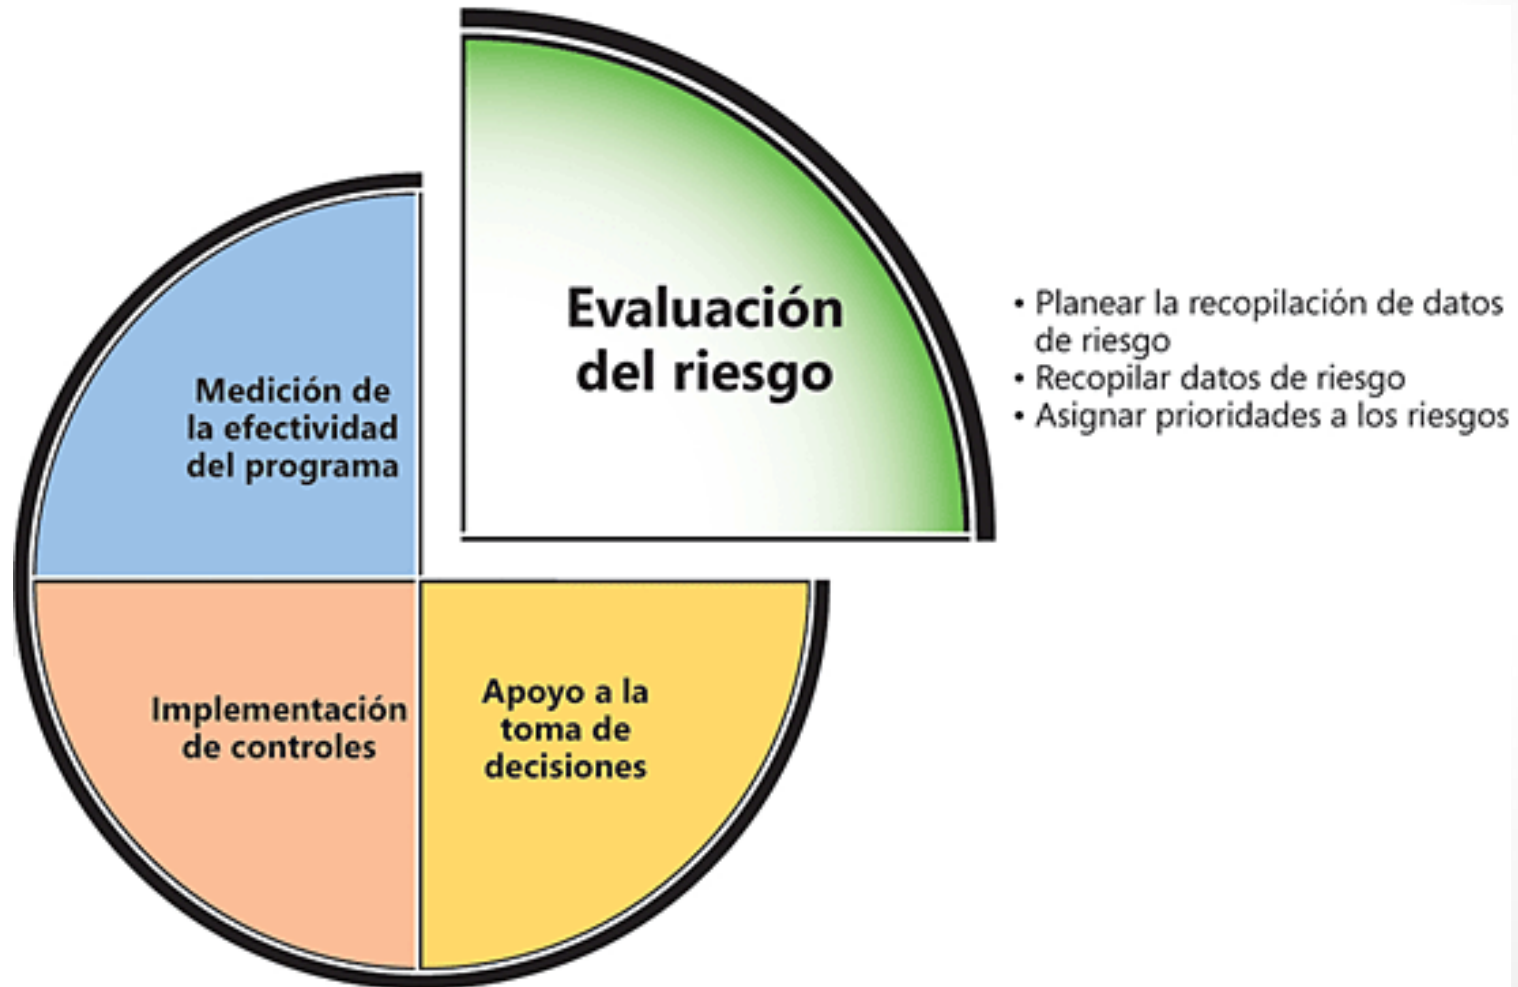 Evaluación
del riesgo
• Planear la recopilación de datos
de riesgo
• Recopilar datos de riesgo
• Asignar prioridades a los riesgos
Medición de
la efectividad
del programa
Implementación
de controles
Apoyo a la
toma de
decisiones